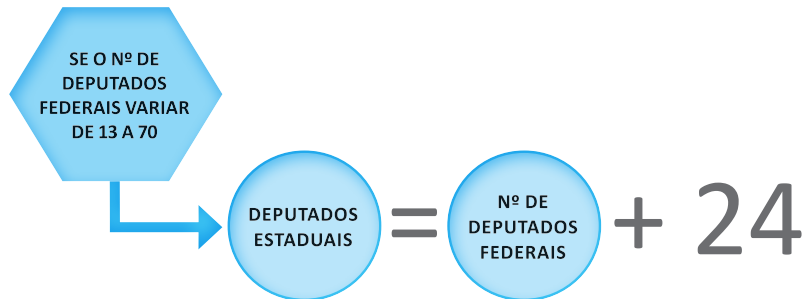 SE O Nº DE
DEPUTADOS
FEDERAIS VARIAR
DE 13 A 70
DEPUTADOS
ESTADUAIS
=
Nº DE
DEPUTADOS
FEDERAIS
+ 24